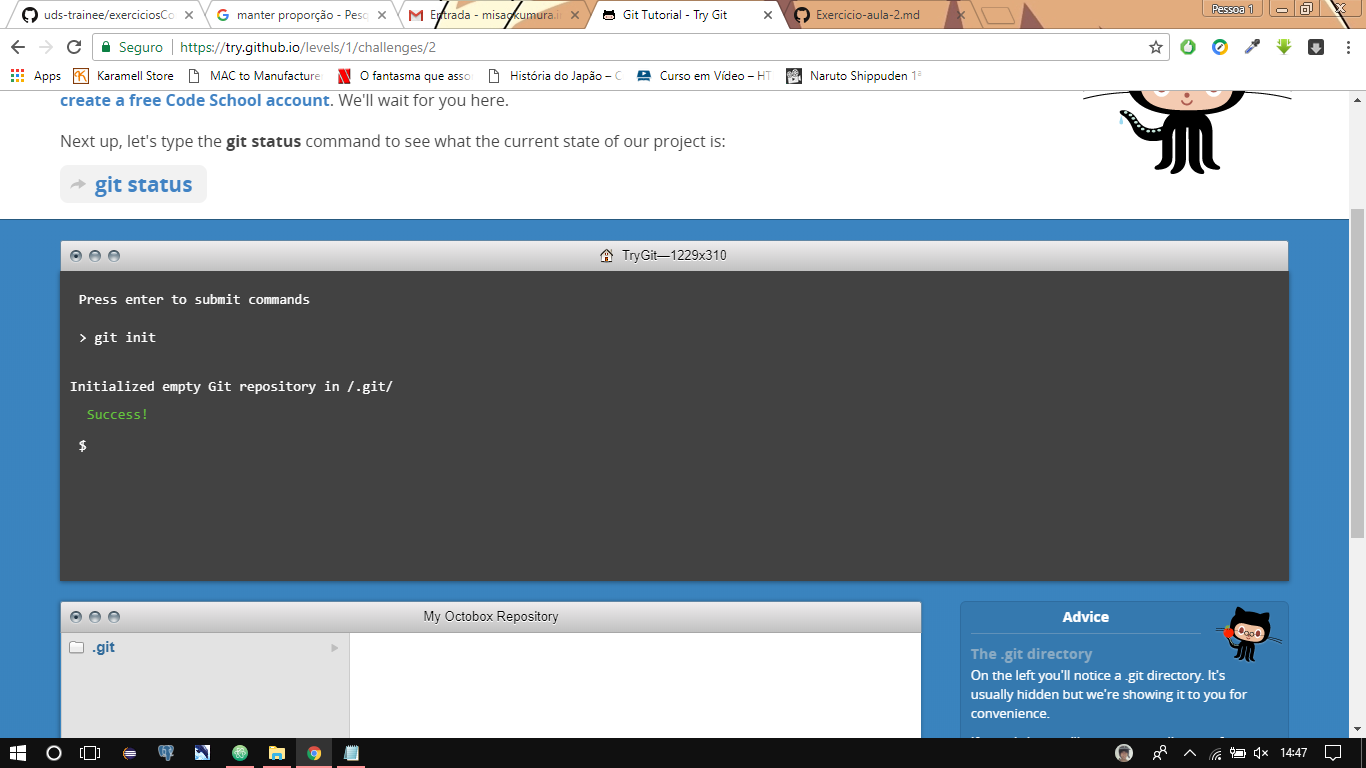 uds-trainee/exerciciosCo
manter proporção - Pesq
Entrada - misaokumura.in
Git Tutorial - Try Git
Exercicio-aula-2.md
Pessoa 1
Seguro
https://try.github.io/levels/1/challenges/2
Apps
Karamell Store
MAC to Manufacture
O fantasma que asso
História do Japão – C
Curso em Vídeo – HT
Naruto Shippuden 1ª
create a free Code School account. We'll wait for you here.
Next up, let's type the git status command to see what the current state of our project is:
git status
TryGit—1229x310
Press enter to submit commands
> git init
Initialized empty Git repository in /.git/
Success!
$
My Octobox Repository
.git
Advice
The .git directory
On the left you'll notice a .git directory. It's
usually hidden but we're showing it to you for
convenience.
14:47